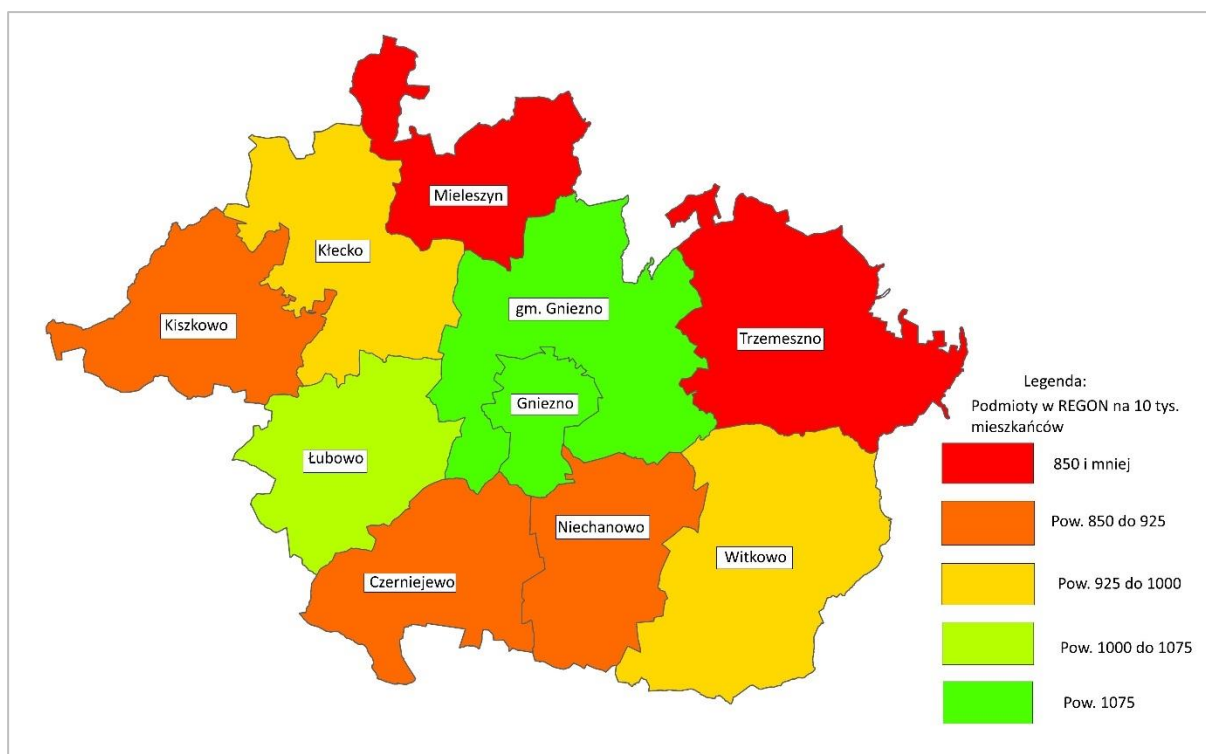 Mieleszyn
Kłecko
gm. Gniezno
Kiszkowo
Trzemeszno
Gniezno
Łubowo
Niechanowo
Witkowo
Czerniejewo
Legenda:
Podmioty w REGON na 10 tys.
mieszkańców
850 i mniej
Pow. 850 do 925
Pow. 925 do 1000
Pow. 1000 do 1075
Pow. 1075